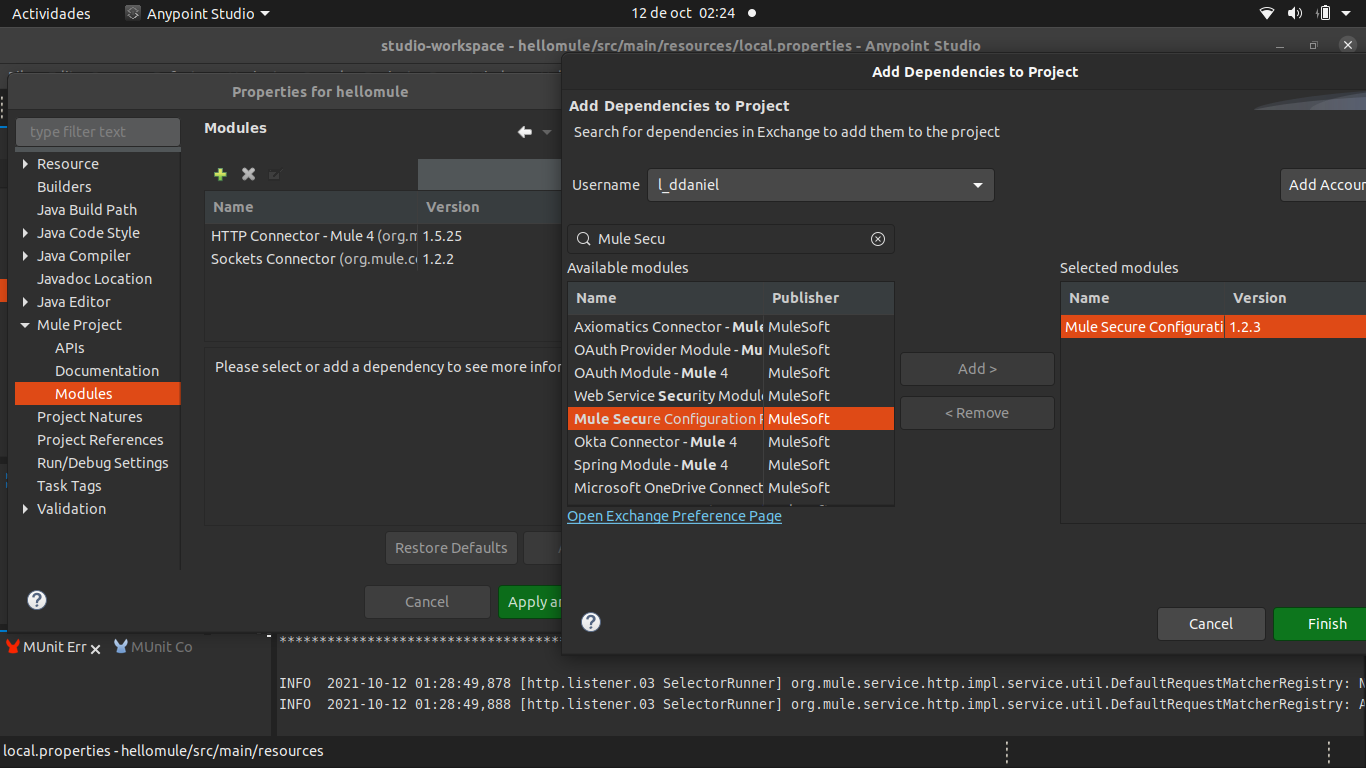 Actividades Anypoint Studio 12 de oct 02:24
studio-workspace - hellomule/src/main/resources/local.properties - Anypoint Studio
Properties for hellomule
type filter text
Resource
Builders
Java Build Path
Java Code Style
Java Compiler
Javadoc Location
Java Editor
Mule Project
APIs
Documentation
Modules
Project Natures
Project References
Run/Debug Settings
Task Tags
Validation
Modules
Name Version
HTTP Connector - Mule 4 (org.m 1.5.25
Sockets Connector (org.mule.co 1.2.2
Please select or add a dependency to see more infor
Restore Defaults
Cancel Apply an
Add Dependencies to Project
Add Dependencies to Project
Search for dependencies in Exchange to add them to the project
Username l_ddaniel Add Accour
Mule Secu
Available modules
Name Publisher
Axiomatics Connector - Mule MuleSoft
OAuth Provider Module - Mu MuleSoft
OAuth Module - Mule 4 MuleSoft
Web Service Security Module MuleSoft
Mule Secure Configuration P MuleSoft
Okta Connector - Mule 4 MuleSoft
Spring Module - Mule 4 MuleSoft
Microsoft OneDrive Connect MuleSoft
Open Exchange Preference Page
Add >
< Remove
Selected modules
Name Version
Mule Secure Configurati 1.2.3
Cancel Finish
MUnit Err MUnit Co
**********************************
INFO 2021-10-12 01:28:49,878 [http.listener.03 SelectorRunner] org.mule.service.http.impl.service.util.DefaultRequestMatcherRegistry: N
INFO 2021-10-12 01:28:49,888 [http.listener.03 SelectorRunner] org.mule.service.http.impl.service.util.DefaultRequestMatcherRegistry: A
local.properties - hellomule/src/main/resources